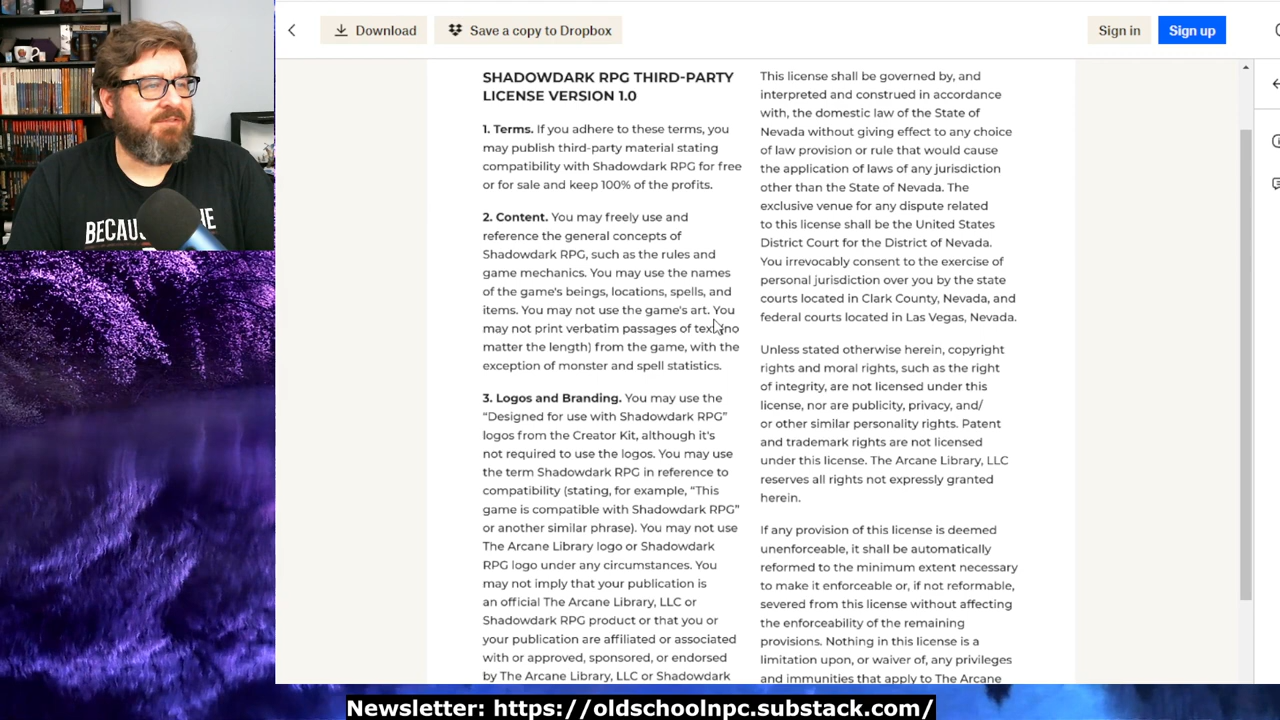 Download
Save a copy to Dropbox
Sign in
Sign up
SHADOWDARK RPG THIRD-PARTY
LICENSE VERSION 1.0
1. Terms. If you adhere to these terms, you
may publish third-party material stating
compatibility with Shadowdark RPG for free
or for sale and keep 100% of the profits.
2. Content. You may freely use and
reference the general concepts of
Shadowdark RPG, such as the rules and
game mechanics. You may use the names
of the game's beings, locations, spells, and
items. You may not use the game's art. You
may not print verbatim passages of text (no
matter the length) from the game, with the
exception of monster and spell statistics.
3. Logos and Branding. You may use the
“Designed for use with Shadowdark RPG”
logos from the Creator Kit, although it's
not required to use the logos. You may use
the term Shadowdark RPG in reference to
compatibility (stating, for example, “This
game is compatible with Shadowdark RPG”
or another similar phrase). You may not use
The Arcane Library logo or Shadowdark
RPG logo under any circumstances. You
may not imply that your publication is
an official The Arcane Library, LLC or
Shadowdark RPG product or that you or
your publication are affiliated or associated
with or approved, sponsored, or endorsed
by The Arcane Library, LLC or Shadowdark
This license shall be governed by, and
interpreted and construed in accordance
with, the domestic law of the State of
Nevada without giving effect to any choice
of law provision or rule that would cause
the application of laws of any jurisdiction
other than the State of Nevada. The
exclusive venue for any dispute related
to this license shall be the United States
District Court for the District of Nevada.
You irrevocably consent to the exercise of
personal jurisdiction over you by the state
courts located in Clark County, Nevada, and
federal courts located in Las Vegas, Nevada.
Unless stated otherwise herein, copyright
rights and moral rights, such as the right
of integrity, are not licensed under this
license, nor are publicity, privacy, and/
or other similar personality rights. Patent
and trademark rights are not licensed
under this license. The Arcane Library, LLC
reserves all rights not expressly granted
herein.
If any provision of this license is deemed
unenforceable, it shall be automatically
reformed to the minimum extent necessary
to make it enforceable or, if not reformable,
severed from this license without affecting
the enforceability of the remaining
provisions. Nothing in this license is a
limitation upon, or waiver of, any privileges
and immunities that apply to The Arcane
BECAU HE
Newsletter: https://oldschoolnpc.substack.com/